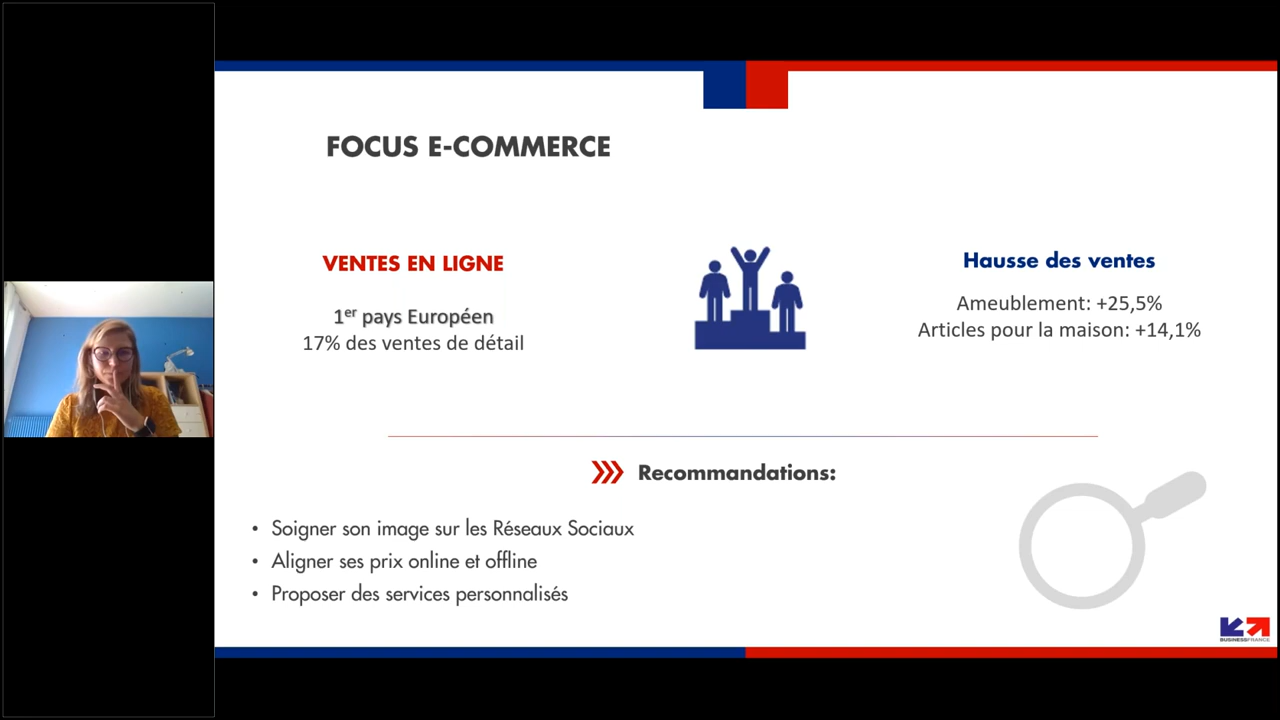 FOCUS E-COMMERCE
VENTES EN LIGNE
1er pays Européen
17% des ventes de détail
Hausse des ventes
Ameublement: +25,5%
Articles pour la maison: +14,1%
Recommandations:
• Soigner son image sur les Réseaux Sociaux
• Aligner ses prix online et offline
• Proposer des services personnalisés
BUSINESSFRANCE